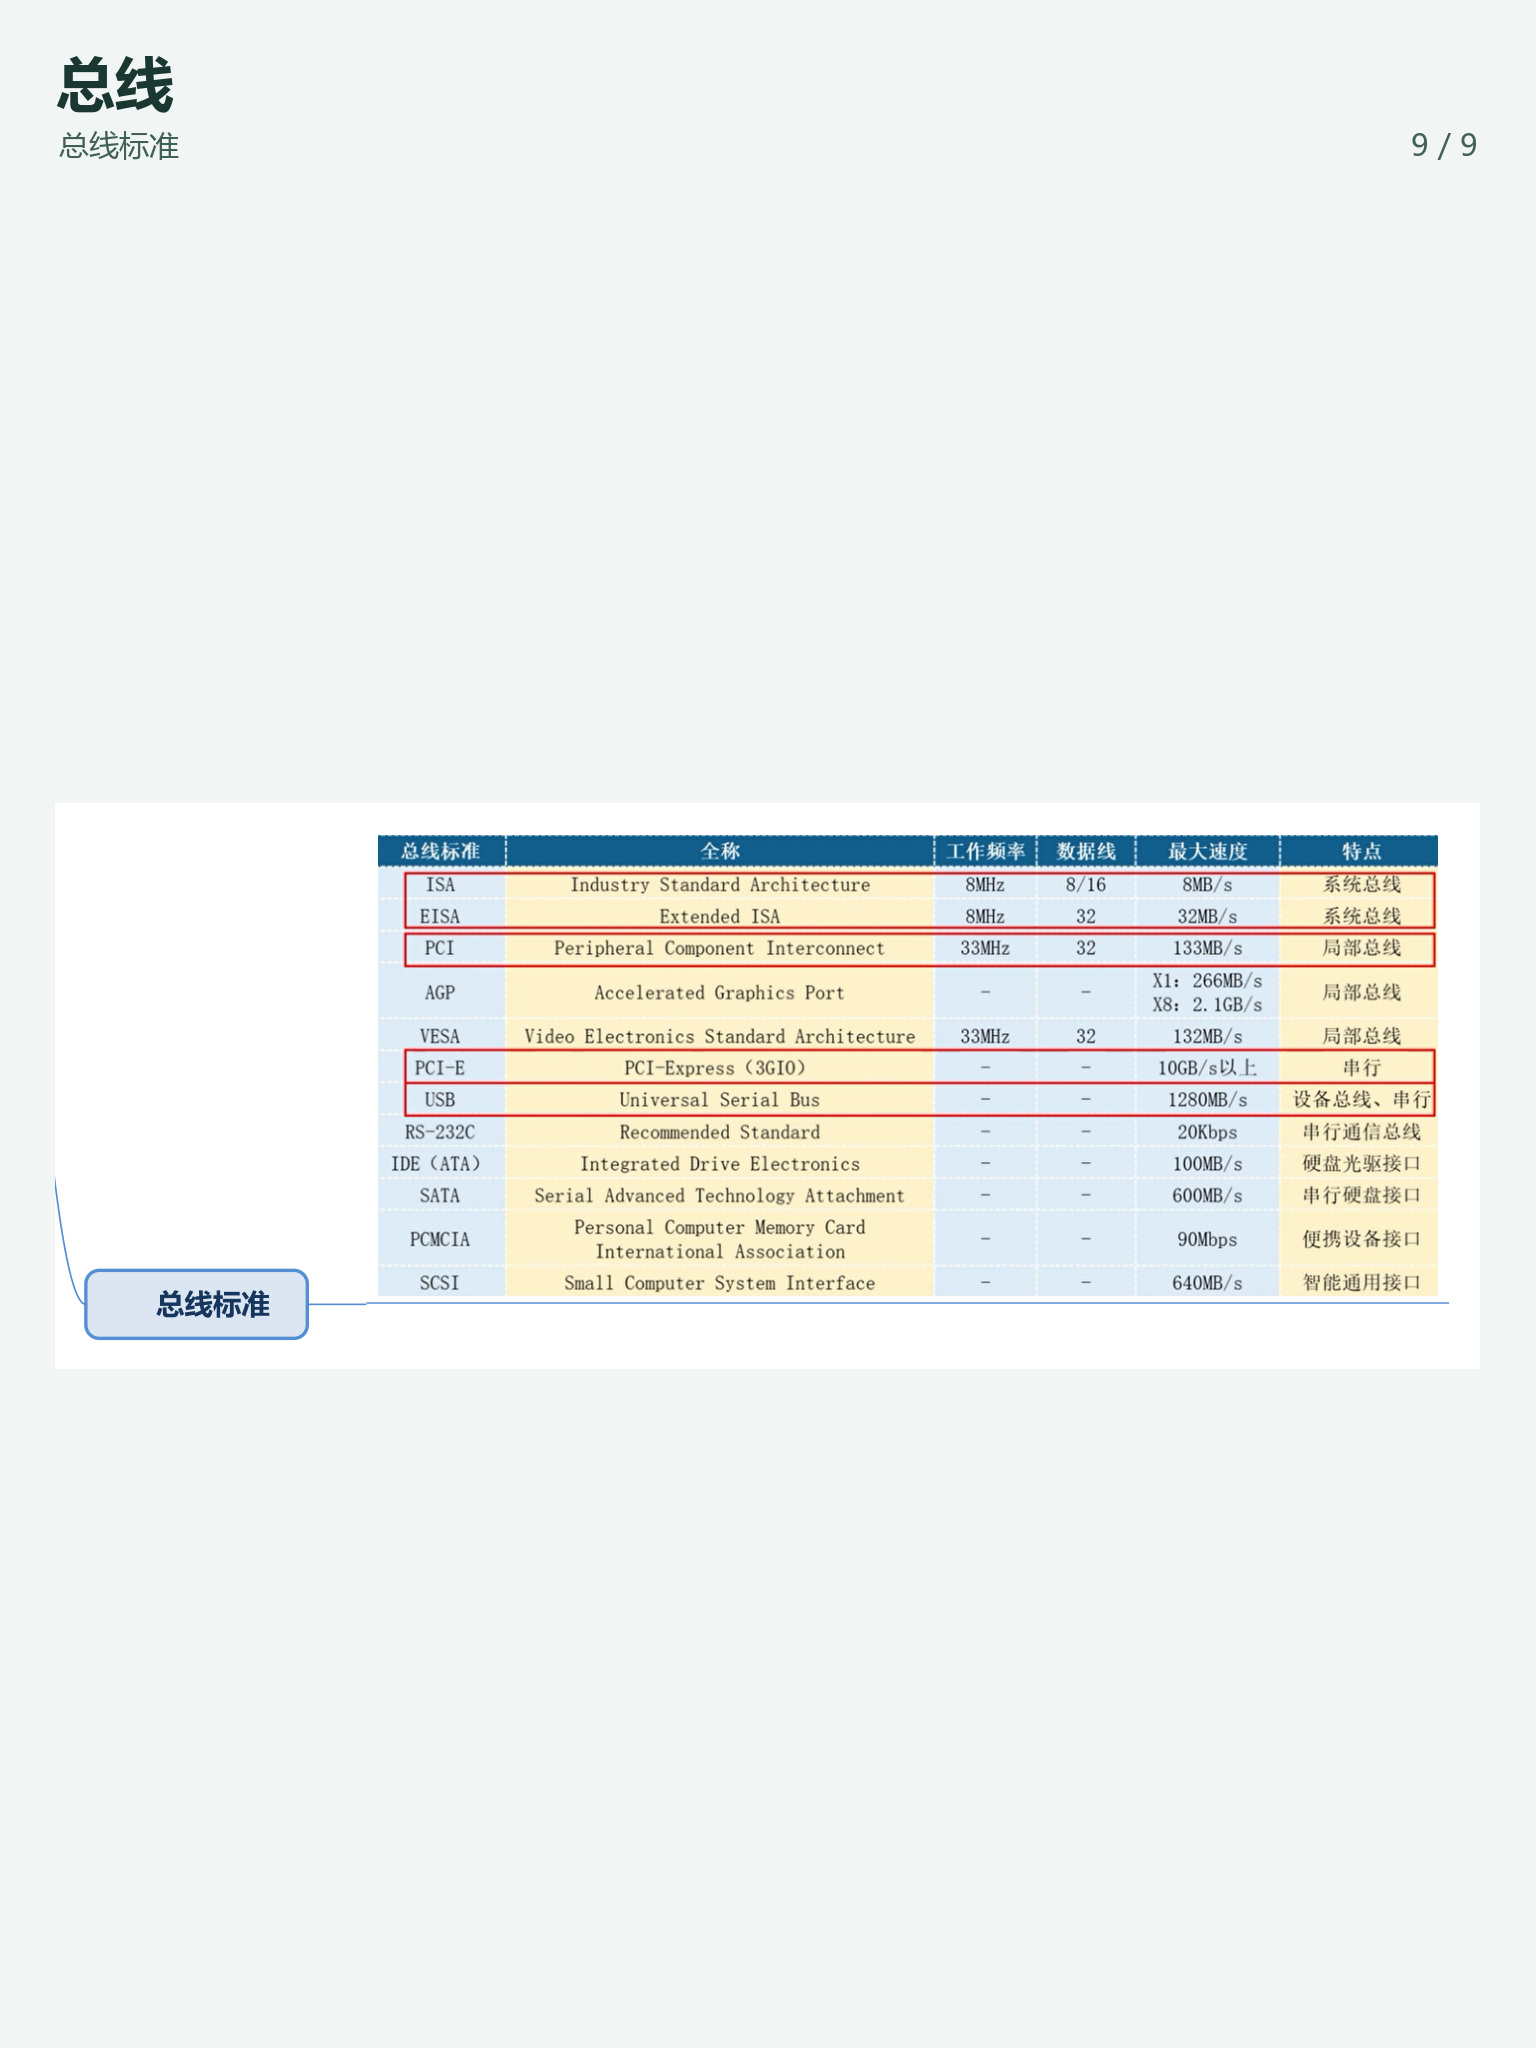 总线
总线标准
9 / 9
总线标准 全称 工作频率 数据线 最大速度 特点
ISA Industry Standard Architecture 8MHz 8/16 8MB/s 系统总线
EISA Extended ISA 8MHz 32 32MB/s 系统总线
PCI Peripheral Component Interconnect 33MHz 32 133MB/s 局部总线
AGP Accelerated Graphics Port - - X1: 266MB/s 局部总线
X8: 2.1GB/s
VESA Video Electronics Standard Architecture 33MHz 32 132MB/s 局部总线
PCI-E PCI-Express（3GIO） - - 10GB/s以上 串行
USB Universal Serial Bus - - 1280MB/s 设备总线、串行
RS-232C Recommended Standard - - 20Kbps 串行通信总线
IDE（ATA） Integrated Drive Electronics - - 100MB/s 硬盘光驱接口
SATA Serial Advanced Technology Attachment - - 600MB/s 串行硬盘接口
PCMCIA Personal Computer Memory Card - - 90Mbps 便携设备接口
International Association
SCSI Small Computer System Interface - - 640MB/s 智能通用接口
总线标准